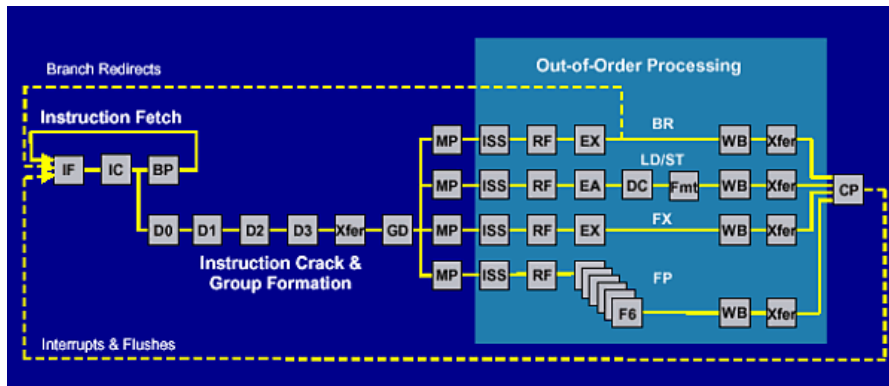 Out-of-Order Processing
Branch Redirects
Instruction Fetch
BR
MP ISS RF EX WB Xfer
LD/ST
IF IC BP
MP ISS RF EA DC Fmt WB Xfer
CP
FX
D0 D1 D2 D3 Xfer GD MP ISS RF EX WB Xfer
Instruction Crack &
Group Formation
FP
MP ISS RF
F6 WB Xfer
Interrupts & Flushes